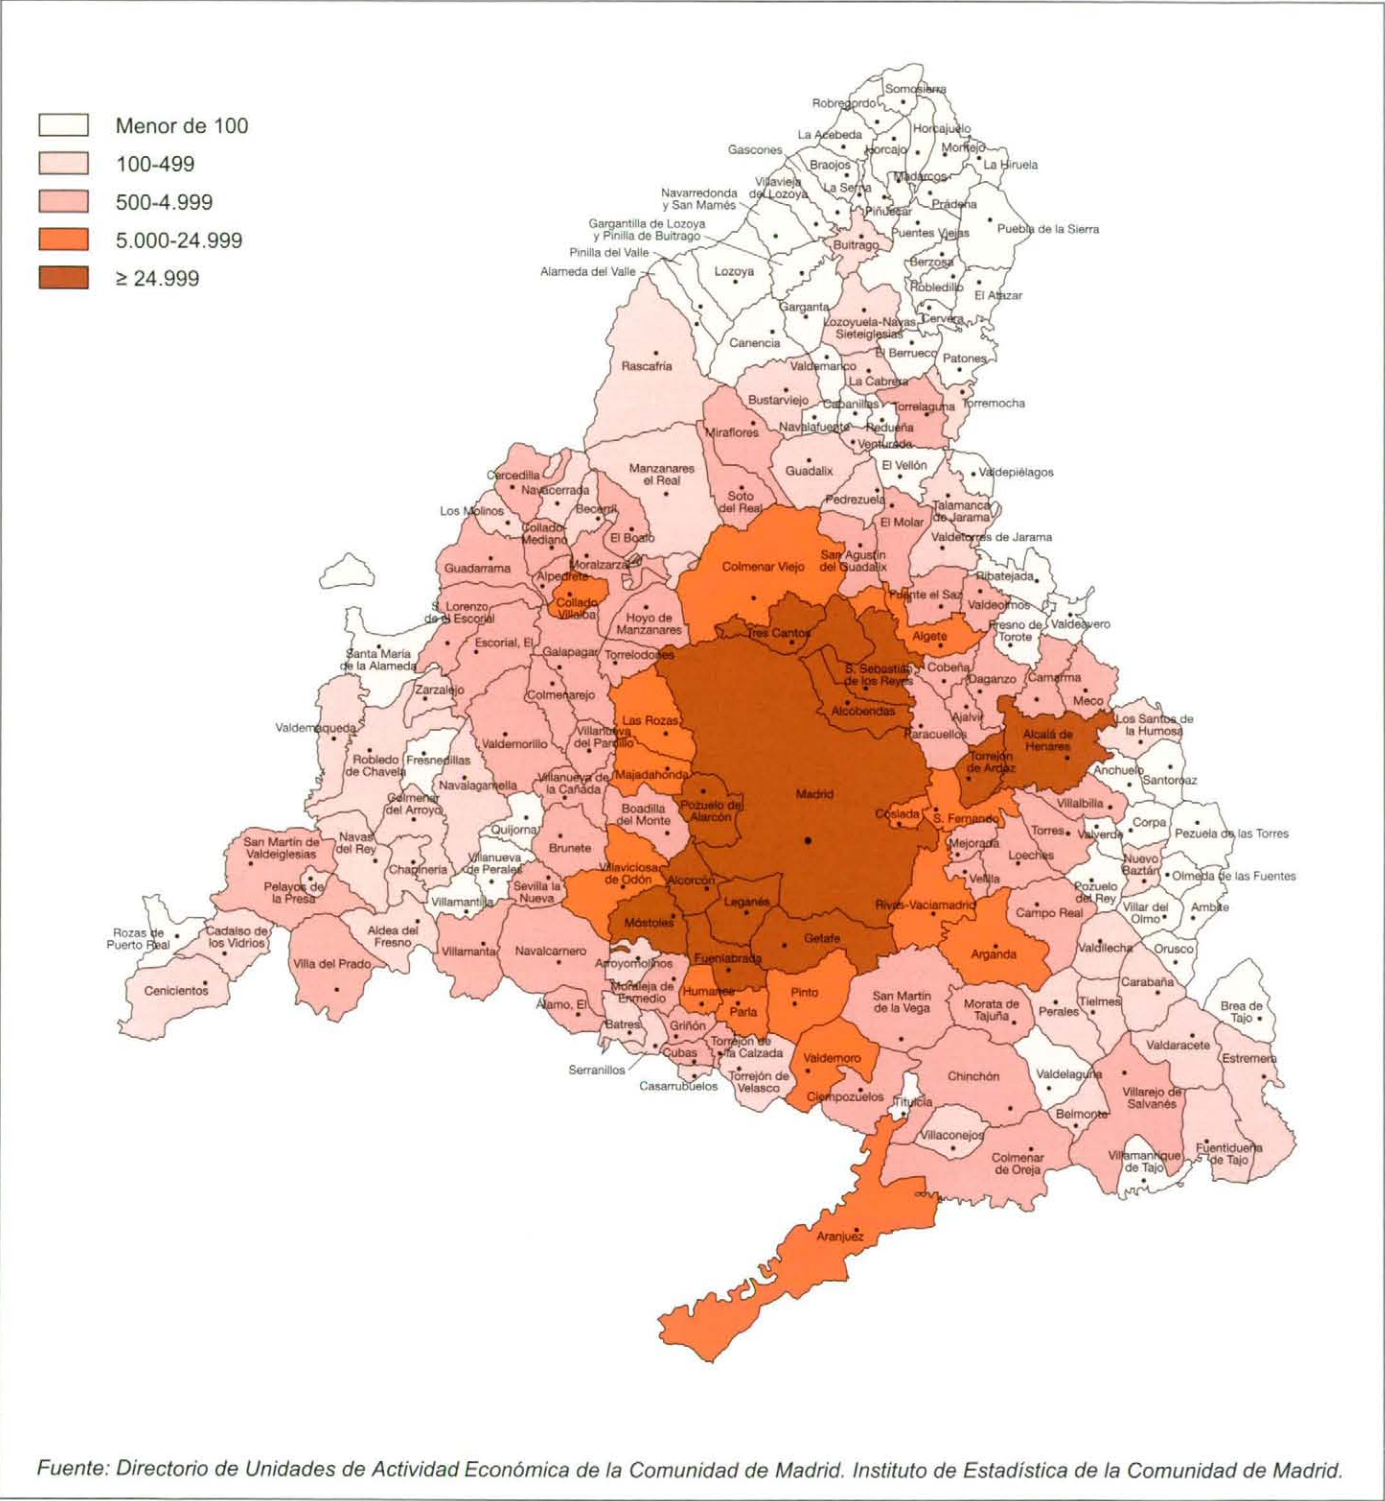 Menor de 100
100-499
500-4.999
5.000-24.999
≥ 24.999
Somosierra
Robregordo
La Acebeda
Horcajuelo
Horcajo
Montejo
La Hiruela
Gascones
Braojos
Madarcos
Villavieja
del Lozoya
La Serna
Prádena
Navarredonda
y San Mamés
Piñuécar
Puebla de la Sierra
Gargantilla de Lozoya
y Pinilla de Buitrago
Puentes Viejas
Buitrago
Pinilla del Valle
Berzosa
Alameda del Valle
Lozoya
Robledillo
El Atazar
Garganta
Lozoyuela-Navas
Sieteiglesias
Cervera
Canencia
El Berrueco
Patones
Rascafría
Valdemanco
La Cabrera
Bustarviejo
Cabanillas
Torrelaguna
Torremocha
Navalafuente
Redueña
Miraflores
Venturada
Guadalix
El Vellón
Valdepiélagos
Manzanares
el Real
Cercedilla
Navacerrada
Soto
del Real
Pedrezuela
Talamanca
de Jarama
Los Molinos
Becerril
El Molar
Collado-
Mediano
El Boalo
Valdetorres de Jarama
San Agustín
del Guadalix
Guadarrama
Moralzarzal
Colmenar Viejo
Alpedrete
Ribatejada
Collado
Villalba
Fuente el Saz
Valdeolmos
S. Lorenzo
de el Escorial
Hoyo de
Manzanares
Fresno de
Torote
Valdeavero
Tres Cantos
Algete
Escorial, El
Santa María
de la Alameda
Galapagar
Torrelodones
S. Sebastián
de los Reyes
Cobeña
Daganzo
Camarma
Meco
Zarzalejo
Colmenarejo
Alcobendas
Ajalvir
Valdemaqueda
Las Rozas
Los Santos de
la Humosa
Villanueva
del Pardillo
Paracuellos
Alcalá de
Henares
Valdemorillo
Robledo
de Chavela
Fresnedillas
Torrejón
de Ardoz
Anchuelo
Santorcaz
Navalagamella
Villanueva de
la Cañada
Majadahonda
Madrid
Colmenar
del Arroyo
Boadilla
del Monte
Pozuelo de
Alarcón
Coslada
S. Fernando
Villalbilla
Corpa
Quijorna
Torres
Valverde
Pezuela de las Torres
San Martín de
Valdeiglesias
Navas
del Rey
Brunete
Mejorada
Loeches
Nuevo
Baztán
Chapinería
Villanueva
de Perales
Villaviciosa
de Odón
Velilla
Olmeda de las Fuentes
Pelayos de
la Presa
Sevilla la
Nueva
Alcorcón
Pozuelo
del Rey
Villamantilla
Leganés
Rivas-Vaciamadrid
Campo Real
Villar del
Olmo
Ambite
Móstoles
Rozas de
Puerto Real
Cadalso de
los Vidrios
Aldea del
Fresno
Getafe
Valdilecha
Orusco
Villamanta
Navalcarnero
Arganda
Villa del Prado
Arroyomolinos
Fuenlabrada
Carabaña
Cenicientos
Moraleja de
Enmedio
Humanes
Pinto
San Martín
de la Vega
Morata de
Tajuña
Perales
Tielmes
Brea de
Tajo
Álamo, El
Parla
Batres
Griñón
Valdaracete
Torrejón de
la Calzada
Cubas
Valdemoro
Estremera
Serranillos
Casarrubuelos
Torrejón de
Velasco
Chinchón
Valdelaguna
Villarejo de
Salvanés
Ciempozuelos
Titulcia
Belmonte
Villaconejos
Colmenar
de Oreja
Villamanrique
de Tajo
Fuentidueña
de Tajo
Aranjuez
Fuente: Directorio de Unidades de Actividad Económica de la Comunidad de Madrid. Instituto de Estadística de la Comunidad de Madrid.